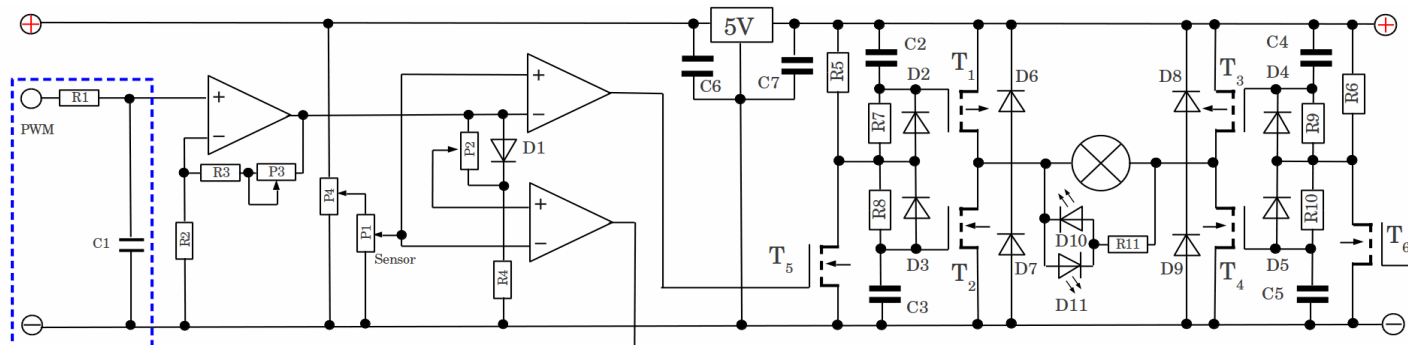 5V
C2
C4
C6
C7
R5
D2
T1
D6
D8
T3
D4
R6
R1
PWM
R7
R9
D1
P2
R3
P3
P4
P1
Sensor
C1
R2
R4
R8
R10
T5
D3
T2
D7
D10
R11
D9
T4
D5
T6
C3
D11
C5